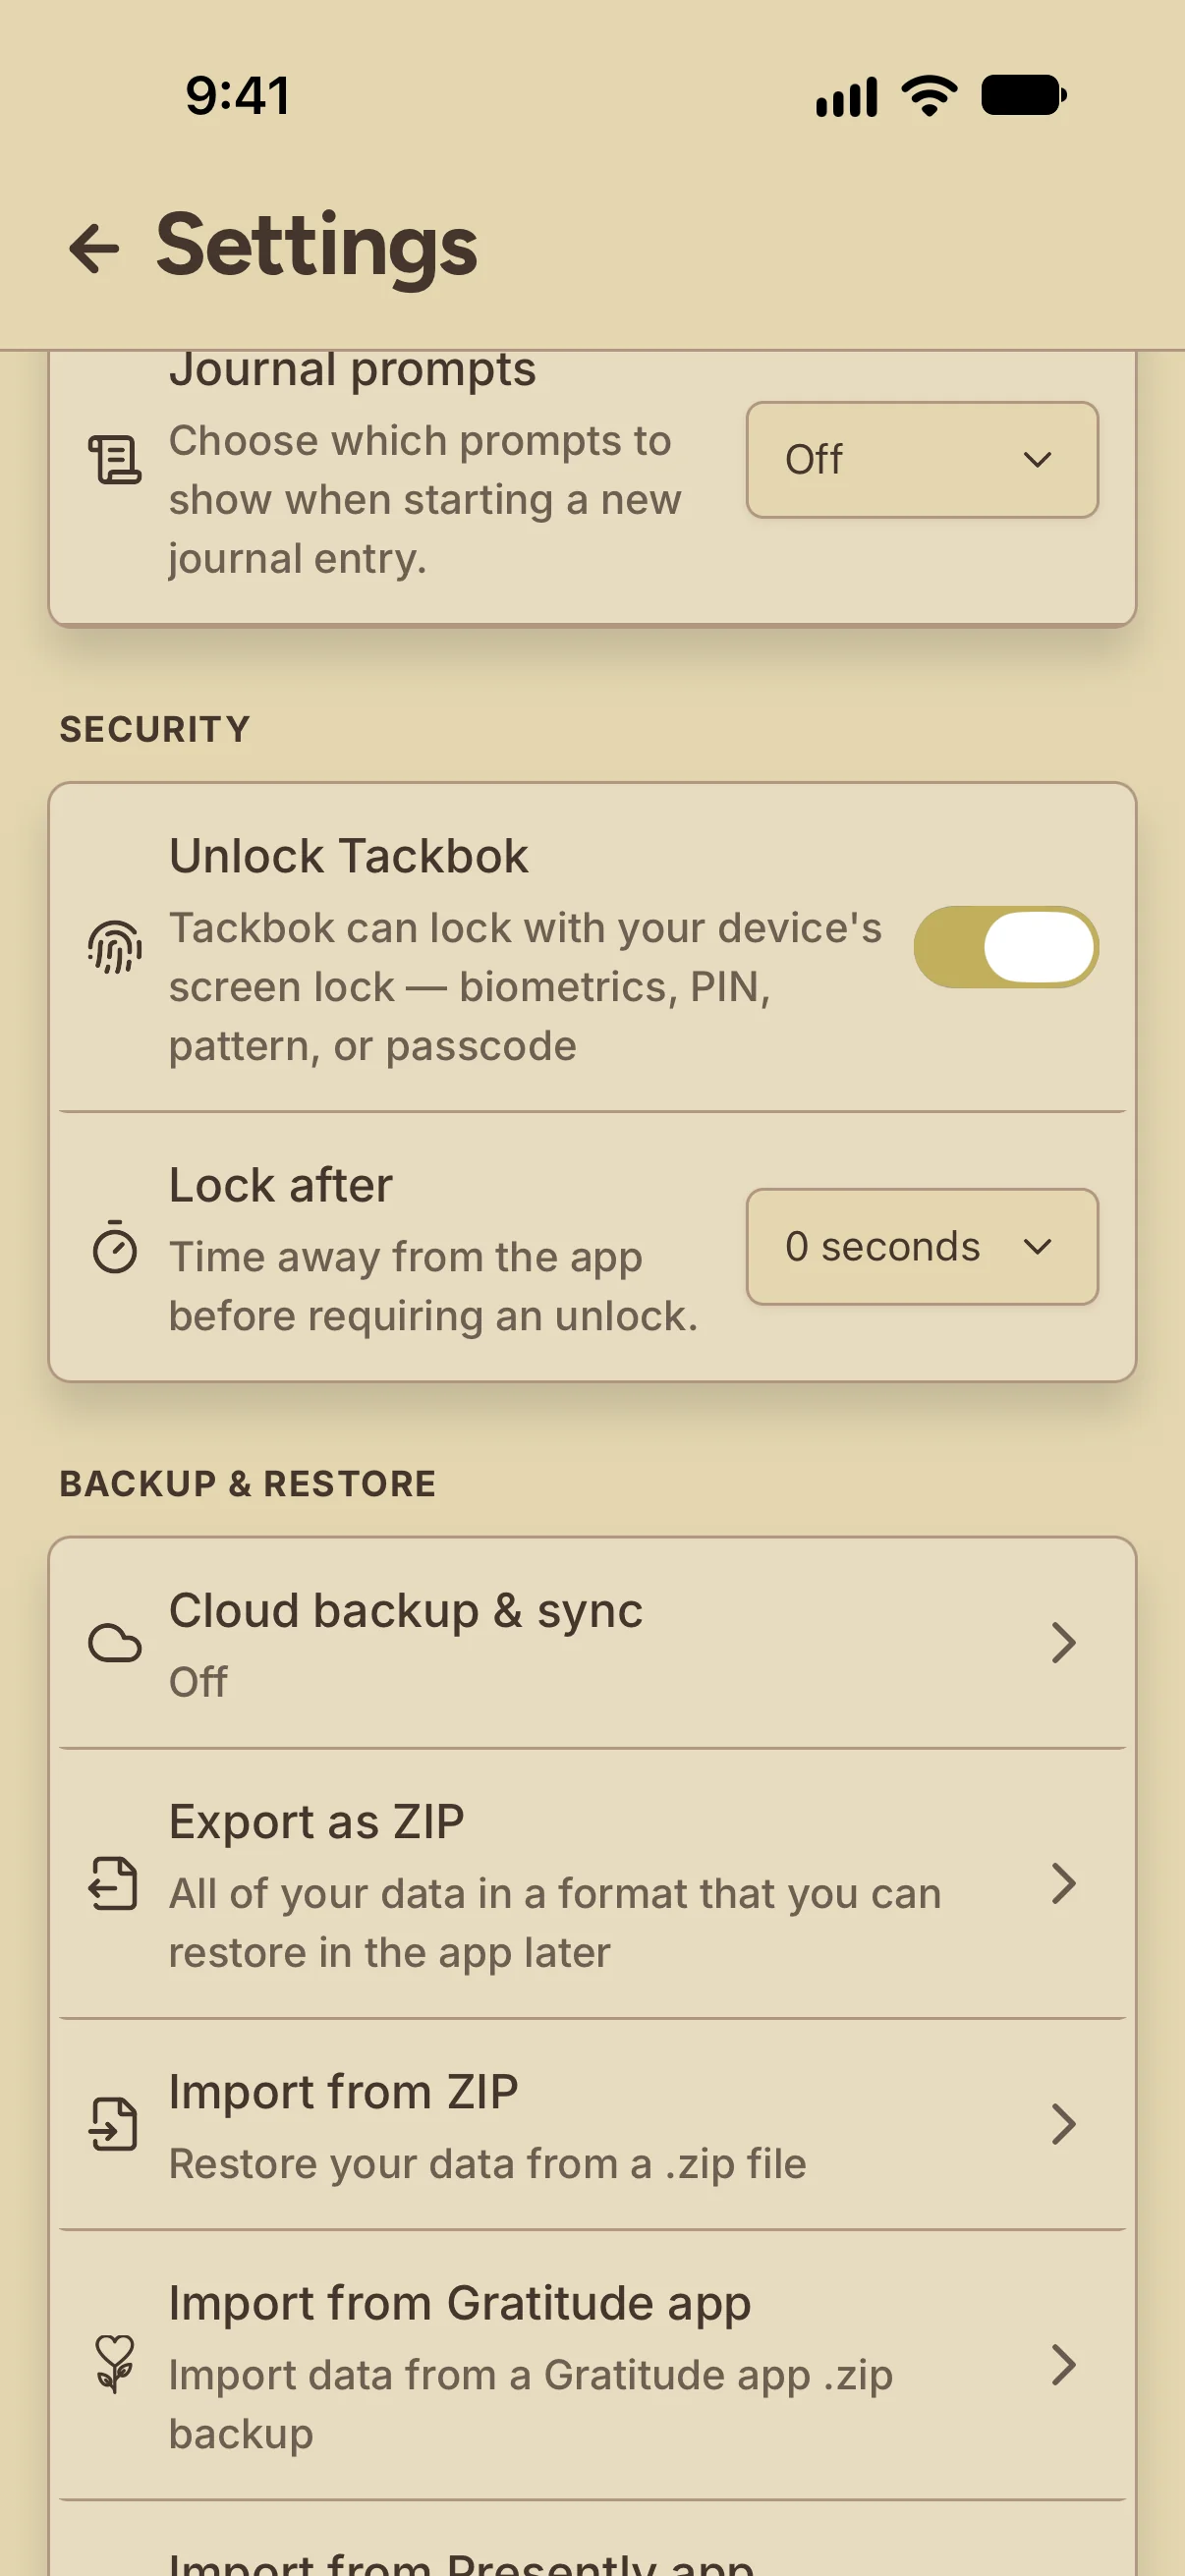 9:41
Settings
Journal prompts
Choose which prompts to
show when starting a new
journal entry.
Off
SECURITY
Unlock Tackbok
Tackbok can lock with your device's
screen lock — biometrics, PIN,
pattern, or passcode
Lock after
Time away from the app
before requiring an unlock.
0 seconds
BACKUP & RESTORE
Cloud backup & sync
Off
Export as ZIP
All of your data in a format that you can
restore in the app later
Import from ZIP
Restore your data from a .zip file
Import from Gratitude app
Import data from a Gratitude app .zip
backup
Import from Presently app